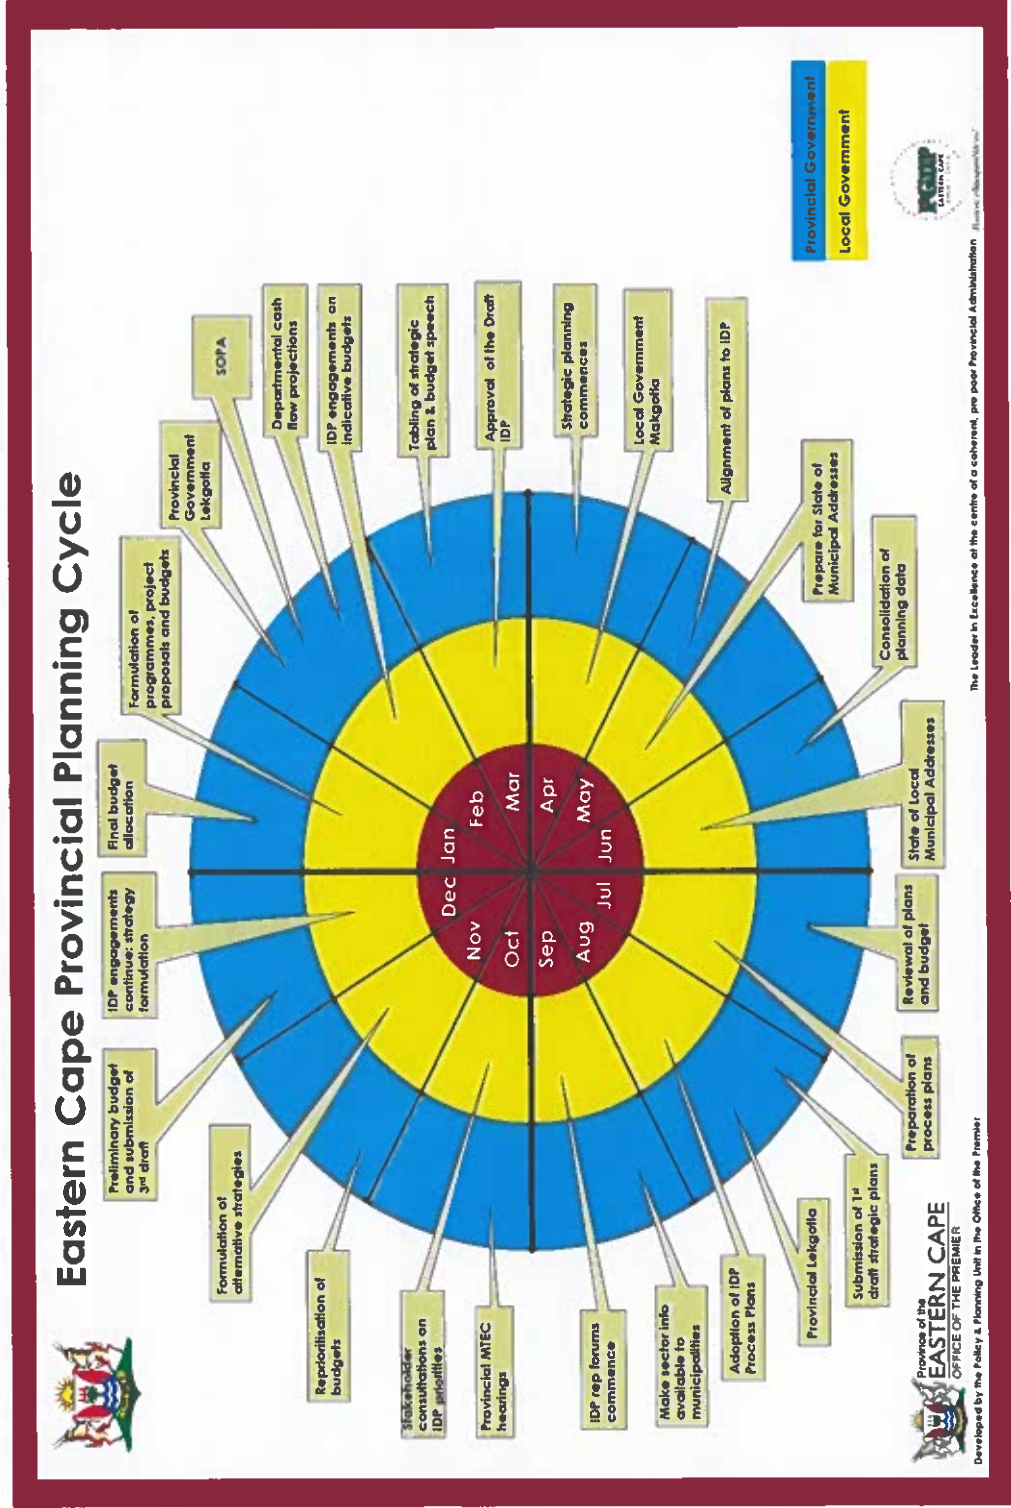 Eastern Cape Provincial Planning Cycle
Preliminary budget
and submission of
3rd draft
IDP engagements
continue: strategy
formulation
Final budget
allocation
Formulation of
programmes, project
proposals and budgets
Provincial
Government
Lekgotla
SOPA
Departmental cash
flow projections
IDP engagements on
indicative budgets
Tabling of strategic
plan & budget speech
Approval of the Draft
IDP
Strategic planning
commences
Local Government
Makgotla
Alignment of plans to IDP
Prepare for State of
Municipal Addresses
Consolidation of
planning data
State of Local
Municipal Addresses
Reviewal of plans
and budget
Preparation of
process plans
Submission of 1st
draft strategic plans
Provincial Lekgotla
Adoption of IDP
Process Plans
Make sector info
available to
municipalities
IDP rep forums
commence
Provincial MTEC
hearings
Stakeholder
consultations on
IDP priorities
Reprioritisation of
budgets
Formulation of
alternative strategies
Jan
Feb
Mar
Apr
May
Jun
Jul
Aug
Sep
Oct
Nov
Dec
Provincial Government
Local Government
PGDP
EASTERN CAPE
Province of the
EASTERN CAPE
OFFICE OF THE PREMIER
Developed by the Policy & Planning Unit in the Office of the Premier
The Leader in Excellence at the centre of a coherent, pro poor Provincial Administration